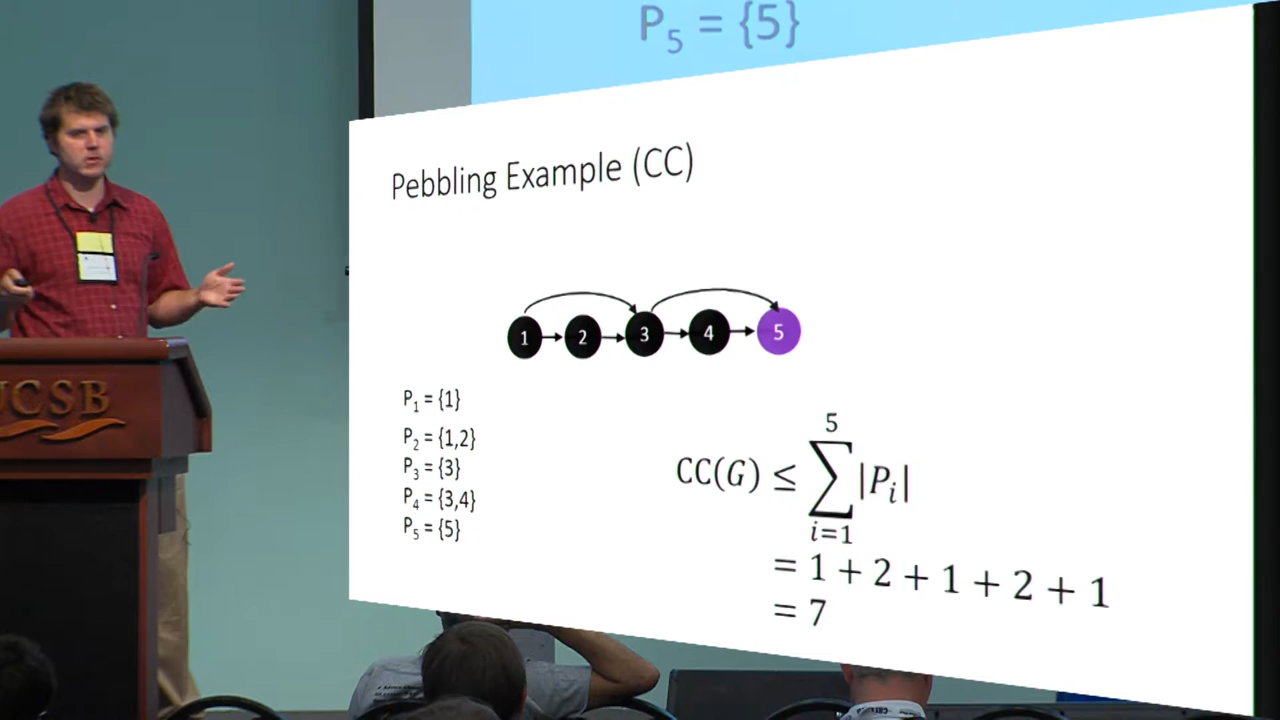 P₅ = {5}
Pebbling Example (CC)
1 2 3 4 5
P₁ = {1}
P₂ = {1,2}
P₃ = {3}
P₄ = {3,4}
P₅ = {5}
CC(G) ≤ ∑_{i=1}^{5} |Pᵢ|
= 1 + 2 + 1 + 2 + 1
= 7
UCSB